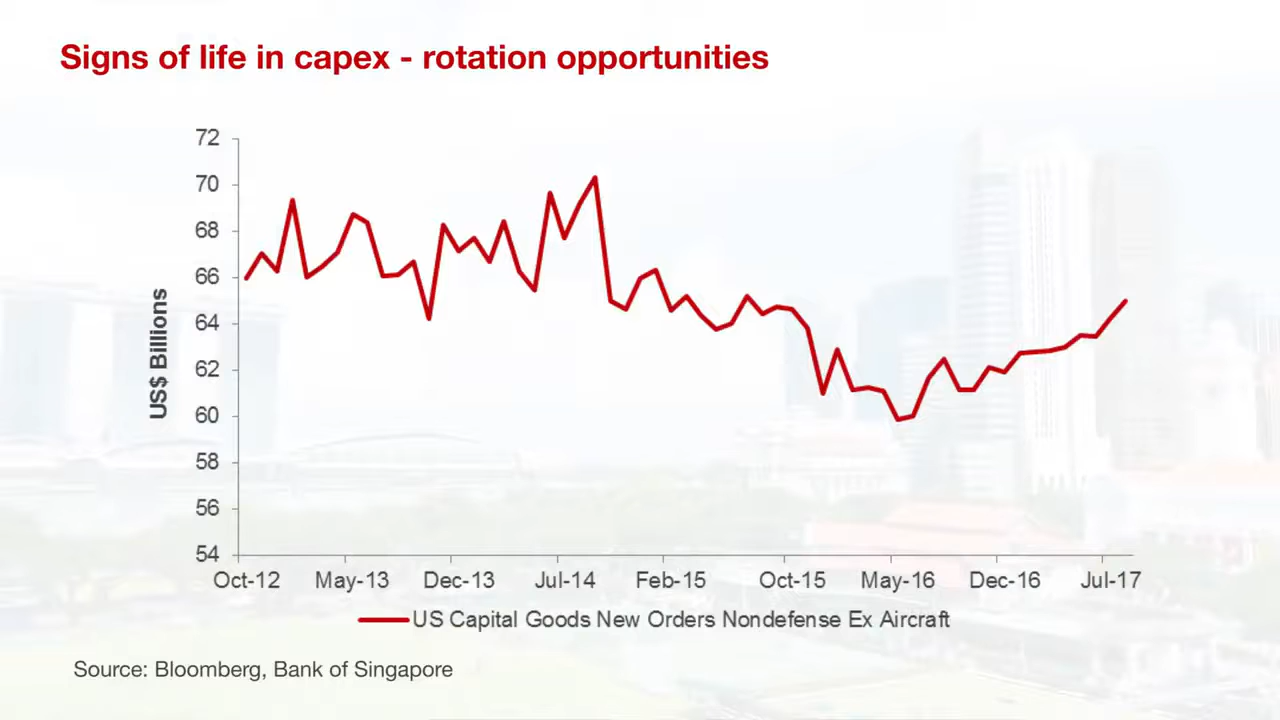 Signs of life in capex - rotation opportunities
72
70
68
66
64
62
60
58
56
54
US$ Billions
Oct-12 May-13 Dec-13 Jul-14 Feb-15 Oct-15 May-16 Dec-16 Jul-17
US Capital Goods New Orders Nondefense Ex Aircraft
Source: Bloomberg, Bank of Singapore